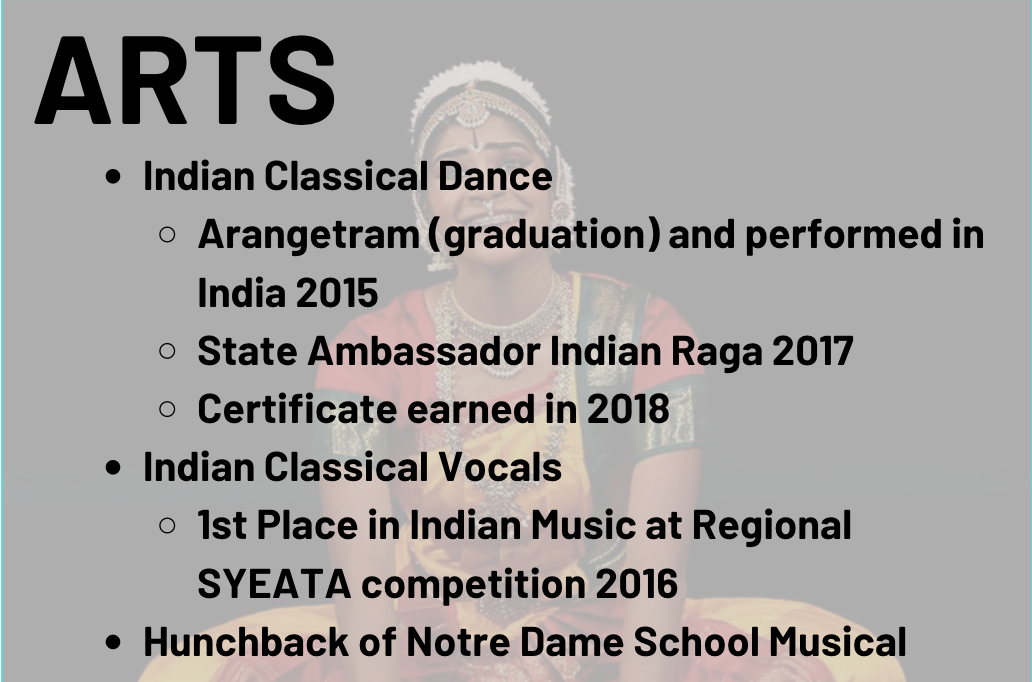 ARTS
• Indian Classical Dance
○ Arangetram (graduation) and performed in
India 2015
○ State Ambassador Indian Raga 2017
○ Certificate earned in 2018
• Indian Classical Vocals
○ 1st Place in Indian Music at Regional
SYEATA competition 2016
• Hunchback of Notre Dame School Musical